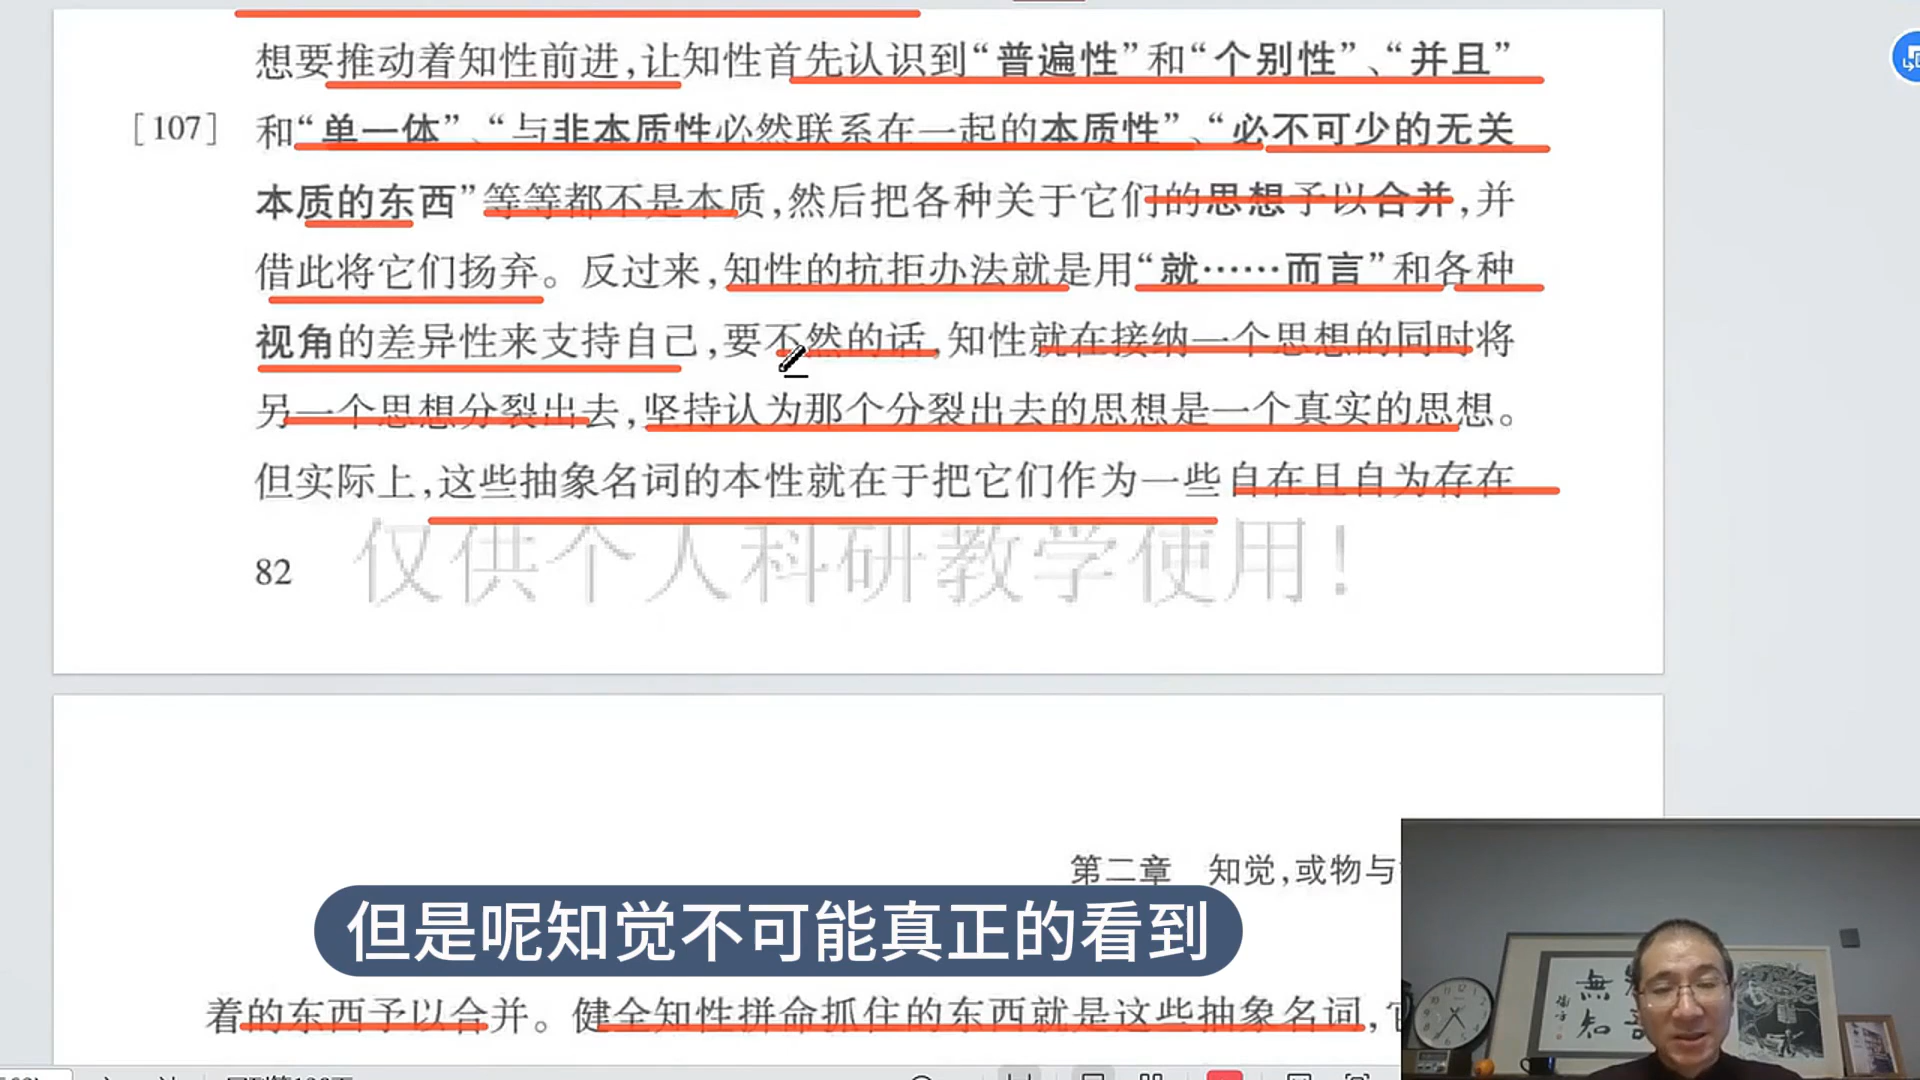 想要推动着知性前进,让知性首先认识到“普遍性”和“个别性”、“并且”
[107] 和“单一体”、“与非本质性必然联系在一起的本质性”、“必不可少的无关
本质的东西”等等都不是本质,然后把各种关于它们的思想予以合并,并
借此将它们扬弃。反过来,知性的抗拒办法就是用“就……而言”和各种
视角的差异性来支持自己,要不然的话,知性就在接纳一个思想的同时将
另一个思想分裂出去,坚持认为那个分裂出去的思想是一个真实的思想。
但实际上,这些抽象名词的本性就在于把它们作为一些自在且自为存在
82
仅供个人科研教学使用!
第二章 知觉,或物与
但是呢知觉不可能真正的看到
着的东西予以合并。健全知性拼命抓住的东西就是这些抽象名词,
無
知